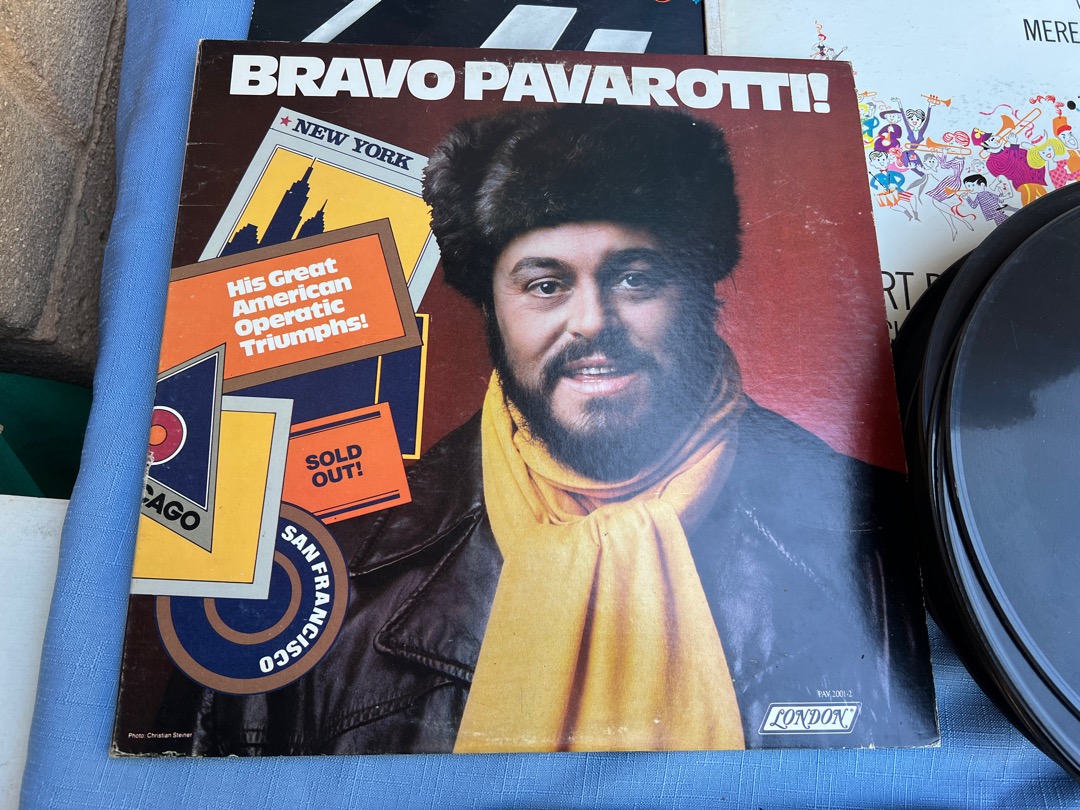 BRAVO PAVAROTTI!
★ NEW YORK
His Great
American
Operatic
Triumphs!
SOLD
OUT!
CAGO
SAN FRANCISCO
PAV 2001-2
LONDON
Photo: Christian Steiner
MERE
RT